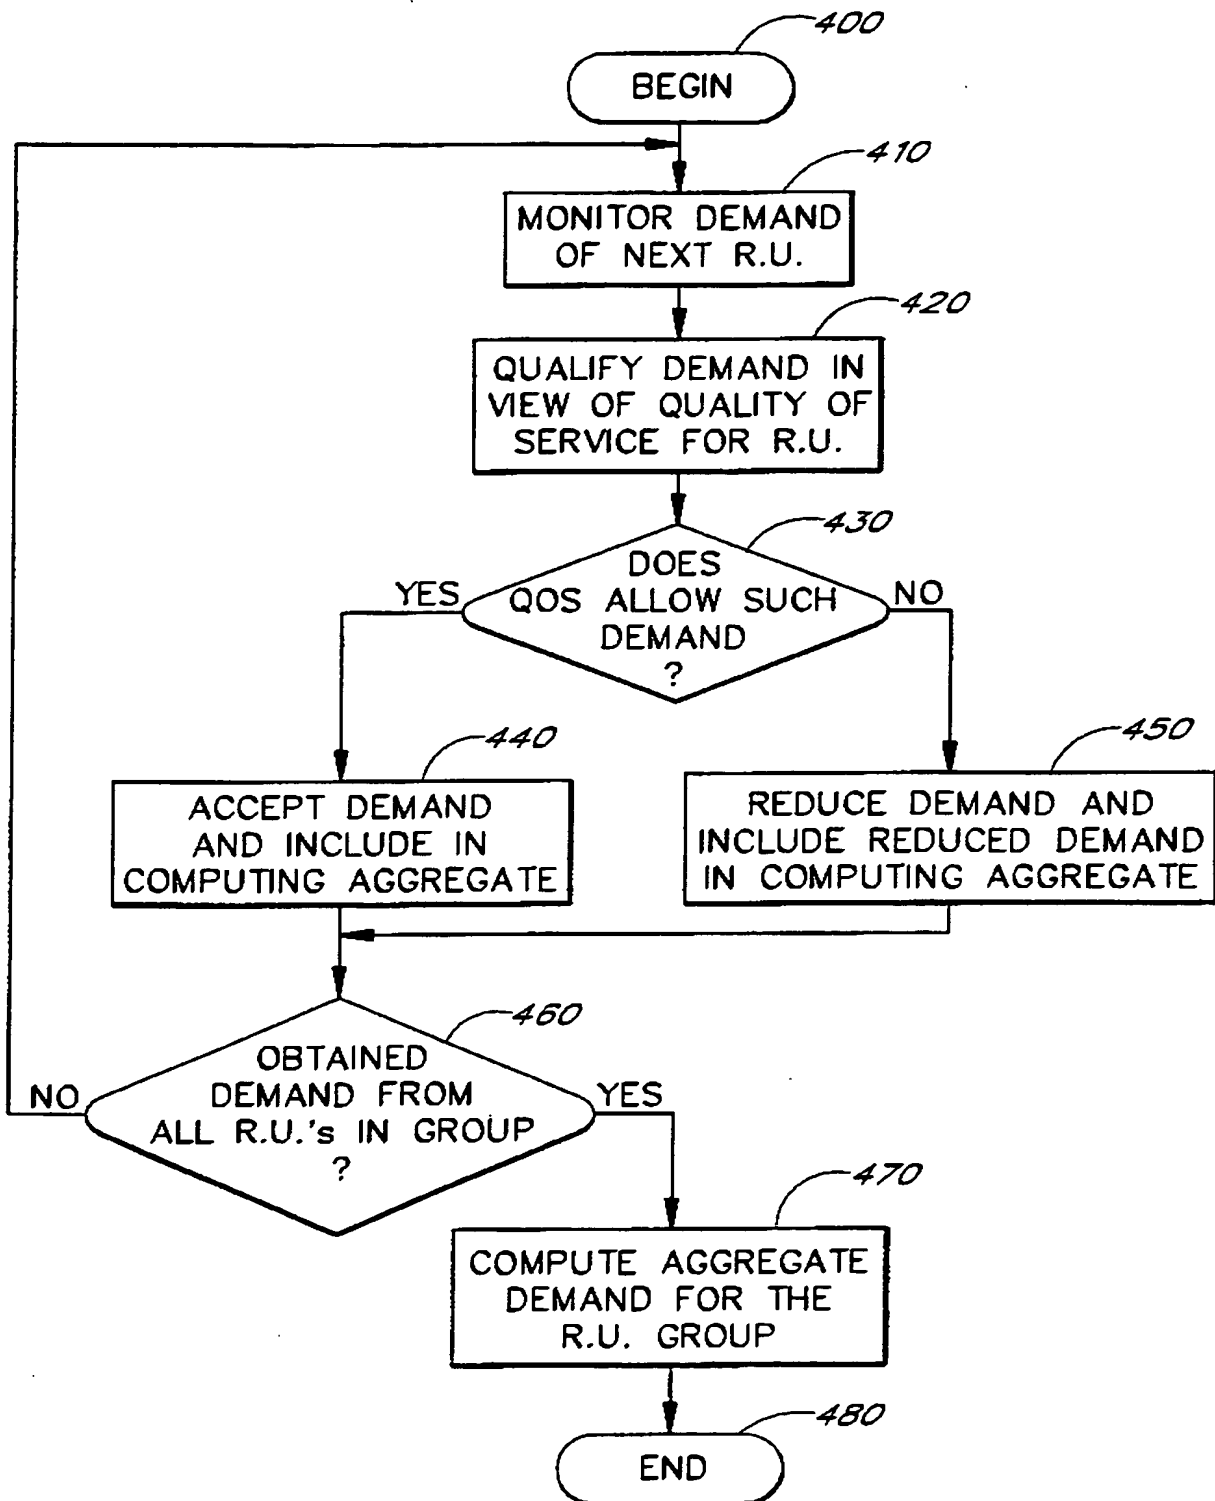 400
BEGIN
410
MONITOR DEMAND
OF NEXT R.U.
420
QUALIFY DEMAND IN
VIEW OF QUALITY OF
SERVICE FOR R.U.
430
DOES
QOS ALLOW SUCH
DEMAND
?
YES
NO
440
ACCEPT DEMAND
AND INCLUDE IN
COMPUTING AGGREGATE
450
REDUCE DEMAND AND
INCLUDE REDUCED DEMAND
IN COMPUTING AGGREGATE
460
OBTAINED
DEMAND FROM
ALL R.U.'s IN GROUP
?
NO
YES
470
COMPUTE AGGREGATE
DEMAND FOR THE
R.U. GROUP
480
END